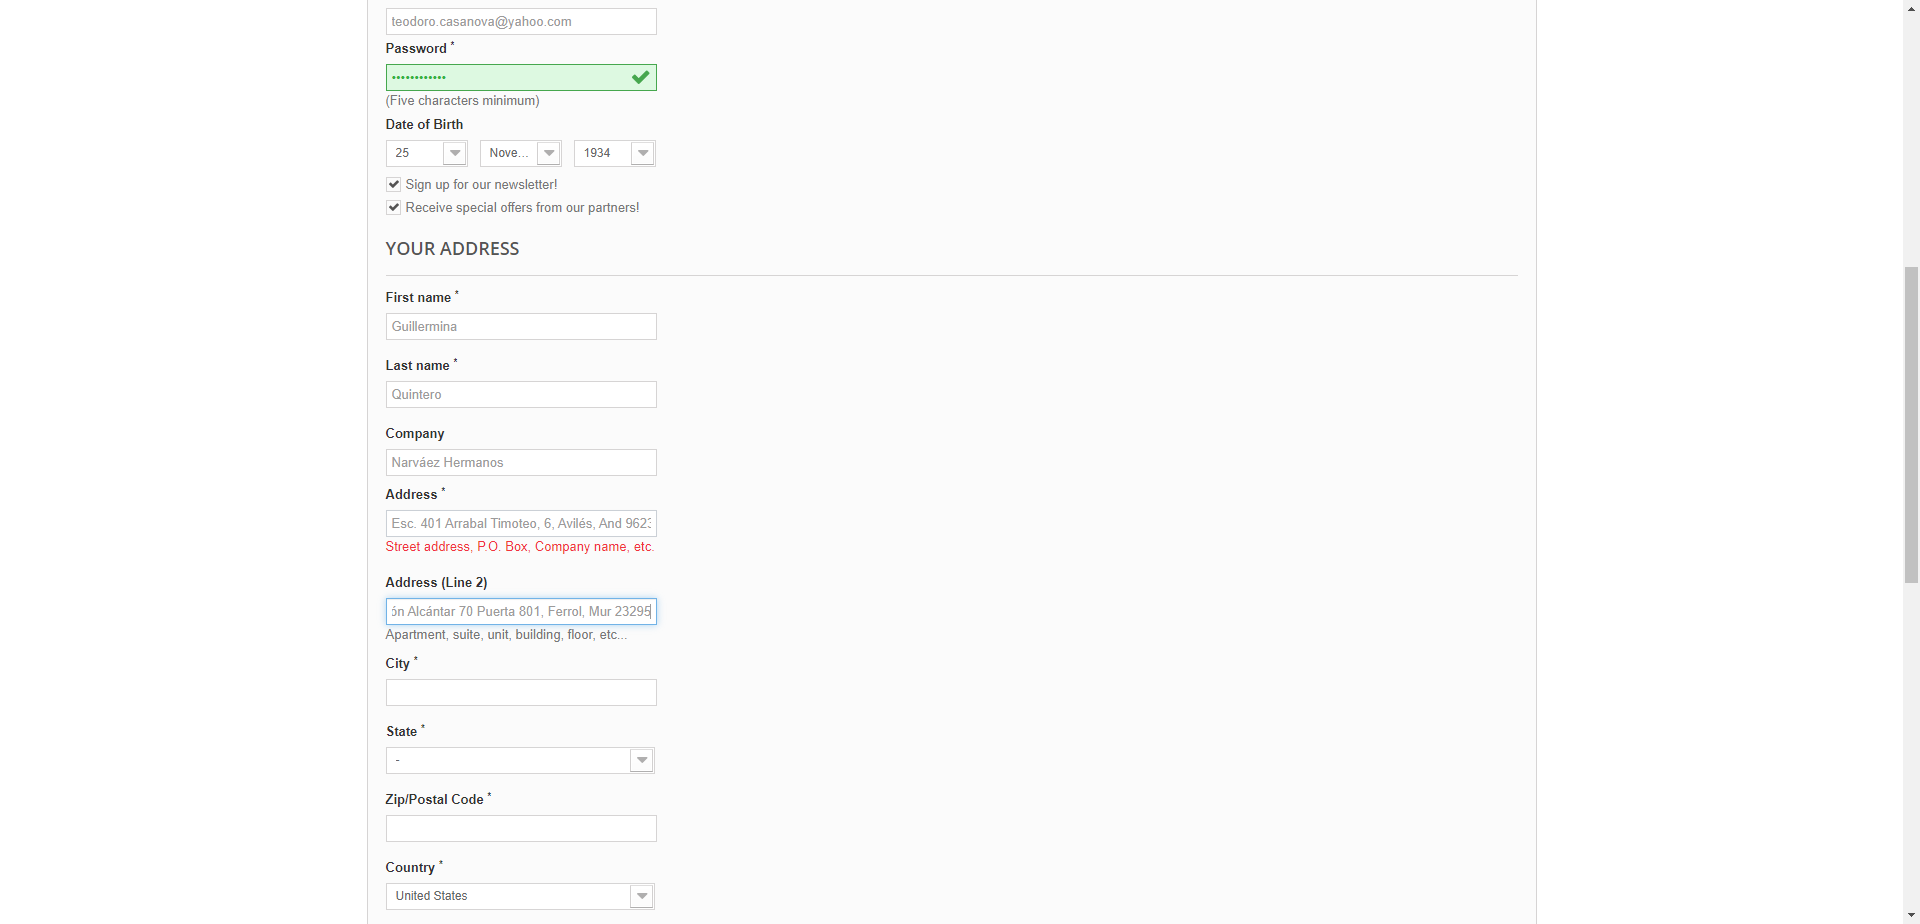 teodoro.casanova@yahoo.com
Password *
••••••••••••
(Five characters minimum)
Date of Birth
25 Nove... 1934
Sign up for our newsletter!
Receive special offers from our partners!
YOUR ADDRESS
First name *
Guillermina
Last name *
Quintero
Company
Narváez Hermanos
Address *
Esc. 401 Arrabal Timoteo, 6, Avilés, And 9623
Street address, P.O. Box, Company name, etc.
Address (Line 2)
ón Alcántar 70 Puerta 801, Ferrol, Mur 23295
Apartment, suite, unit, building, floor, etc...
City *
State *
-
Zip/Postal Code *
Country *
United States